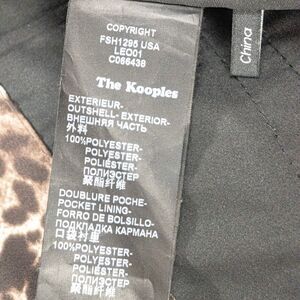 COPYRIGHT
FSH1295 USA
LEO01
C066438
The Kooples
EXTERIEUR-
OUTSHELL-EXTERIOR-
ВНЕШНЯЯ ЧАСТЬ
外料
100%POLYESTER-
POLYESTER-
POLIÉSTER-
ПОЛИЭСТЕР
聚酯纤维
DOUBLURE POCHE-
POCKET LINING-
FORRO DE BOLSILLO-
ПОДКЛАДКА КАРМАНА
口袋衬里
100%POLYESTER-
POLYESTER-
POLIÉSTER-
ПОЛИЭСТЕР
聚酯纤维
China